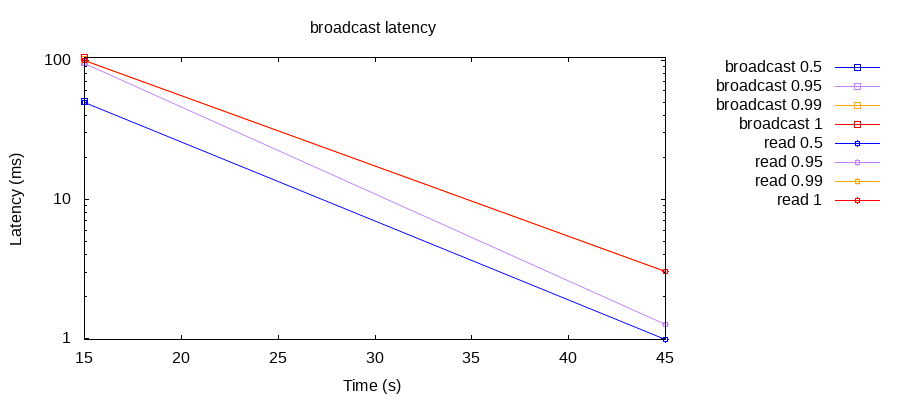 broadcast latency
Latency (ms)
100
10
1
15 20 25 30 35 40 45
Time (s)
broadcast 0.5
broadcast 0.95
broadcast 0.99
broadcast 1
read 0.5
read 0.95
read 0.99
read 1